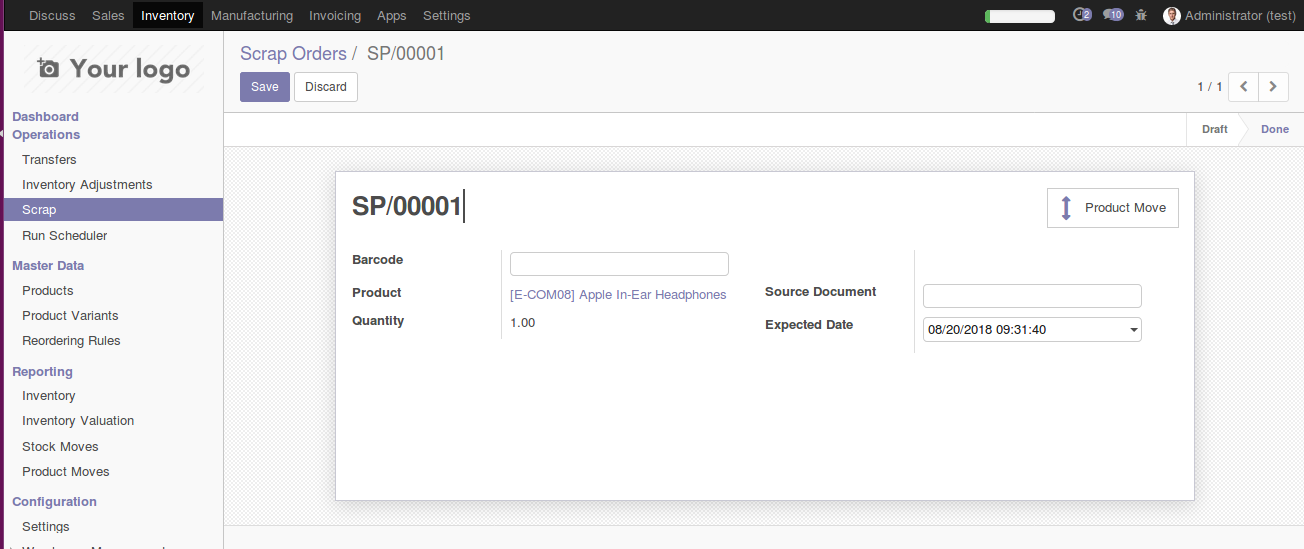 Discuss Sales Inventory Manufacturing Invoicing Apps Settings 2 10 Administrator (test)
Your logo
Dashboard
Operations
Transfers
Inventory Adjustments
Scrap
Run Scheduler
Master Data
Products
Product Variants
Reordering Rules
Reporting
Inventory
Inventory Valuation
Stock Moves
Product Moves
Configuration
Settings
Scrap Orders / SP/00001
Save Discard 1 / 1
Draft Done
SP/00001
Product Move
Barcode
Product [E-COM08] Apple In-Ear Headphones
Quantity 1.00
Source Document
Expected Date 08/20/2018 09:31:40